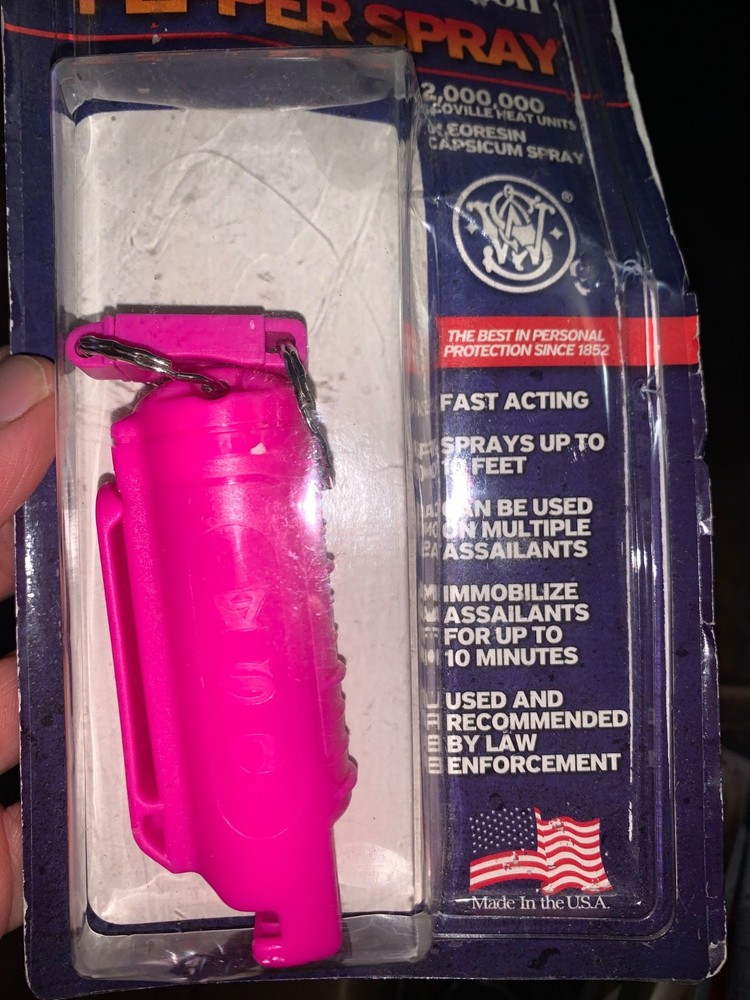 PEPPER SPRAY
2,000,000
SCOVILLE HEAT UNITS
OLEORESIN
CAPSICUM SPRAY
®
THE BEST IN PERSONAL
PROTECTION SINCE 1852
FAST ACTING
SPRAYS UP TO
10 FEET
CAN BE USED
ON MULTIPLE
ASSAILANTS
IMMOBILIZE
ASSAILANTS
FOR UP TO
10 MINUTES
USED AND
RECOMMENDED
BY LAW
ENFORCEMENT
Made In the U.S.A.
USA